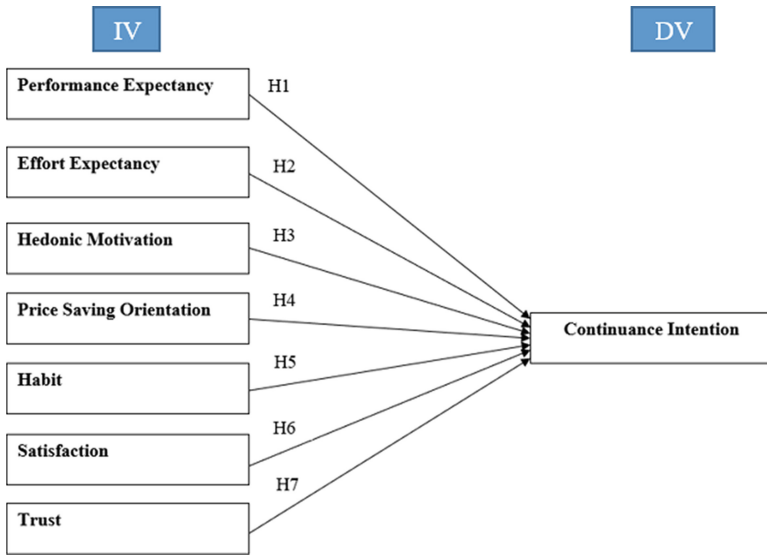 IV
DV
Performance Expectancy
H1
Effort Expectancy
H2
Hedonic Motivation
H3
Price Saving Orientation
H4
Continuance Intention
Habit
H5
Satisfaction
H6
Trust
H7